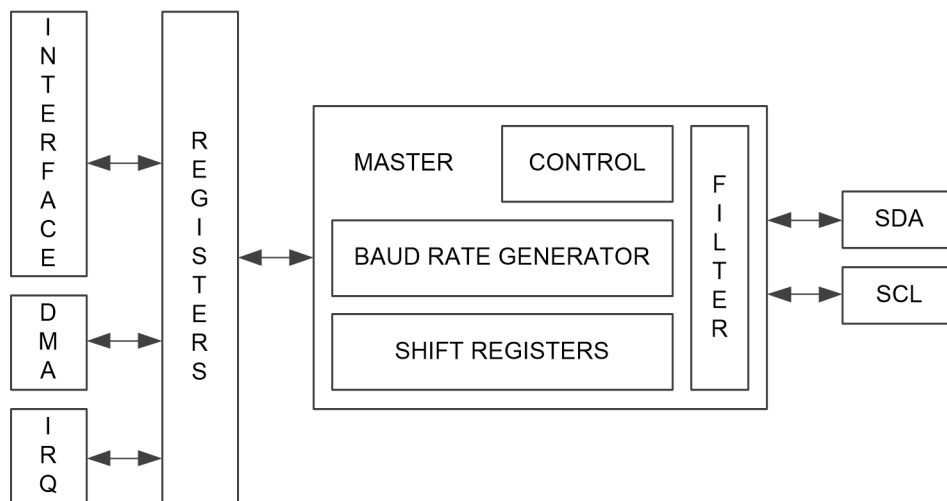 INTERFACE
DMA
IRQ
REGISTERS
MASTER
CONTROL
BAUD RATE GENERATOR
SHIFT REGISTERS
FILTER
SDA
SCL